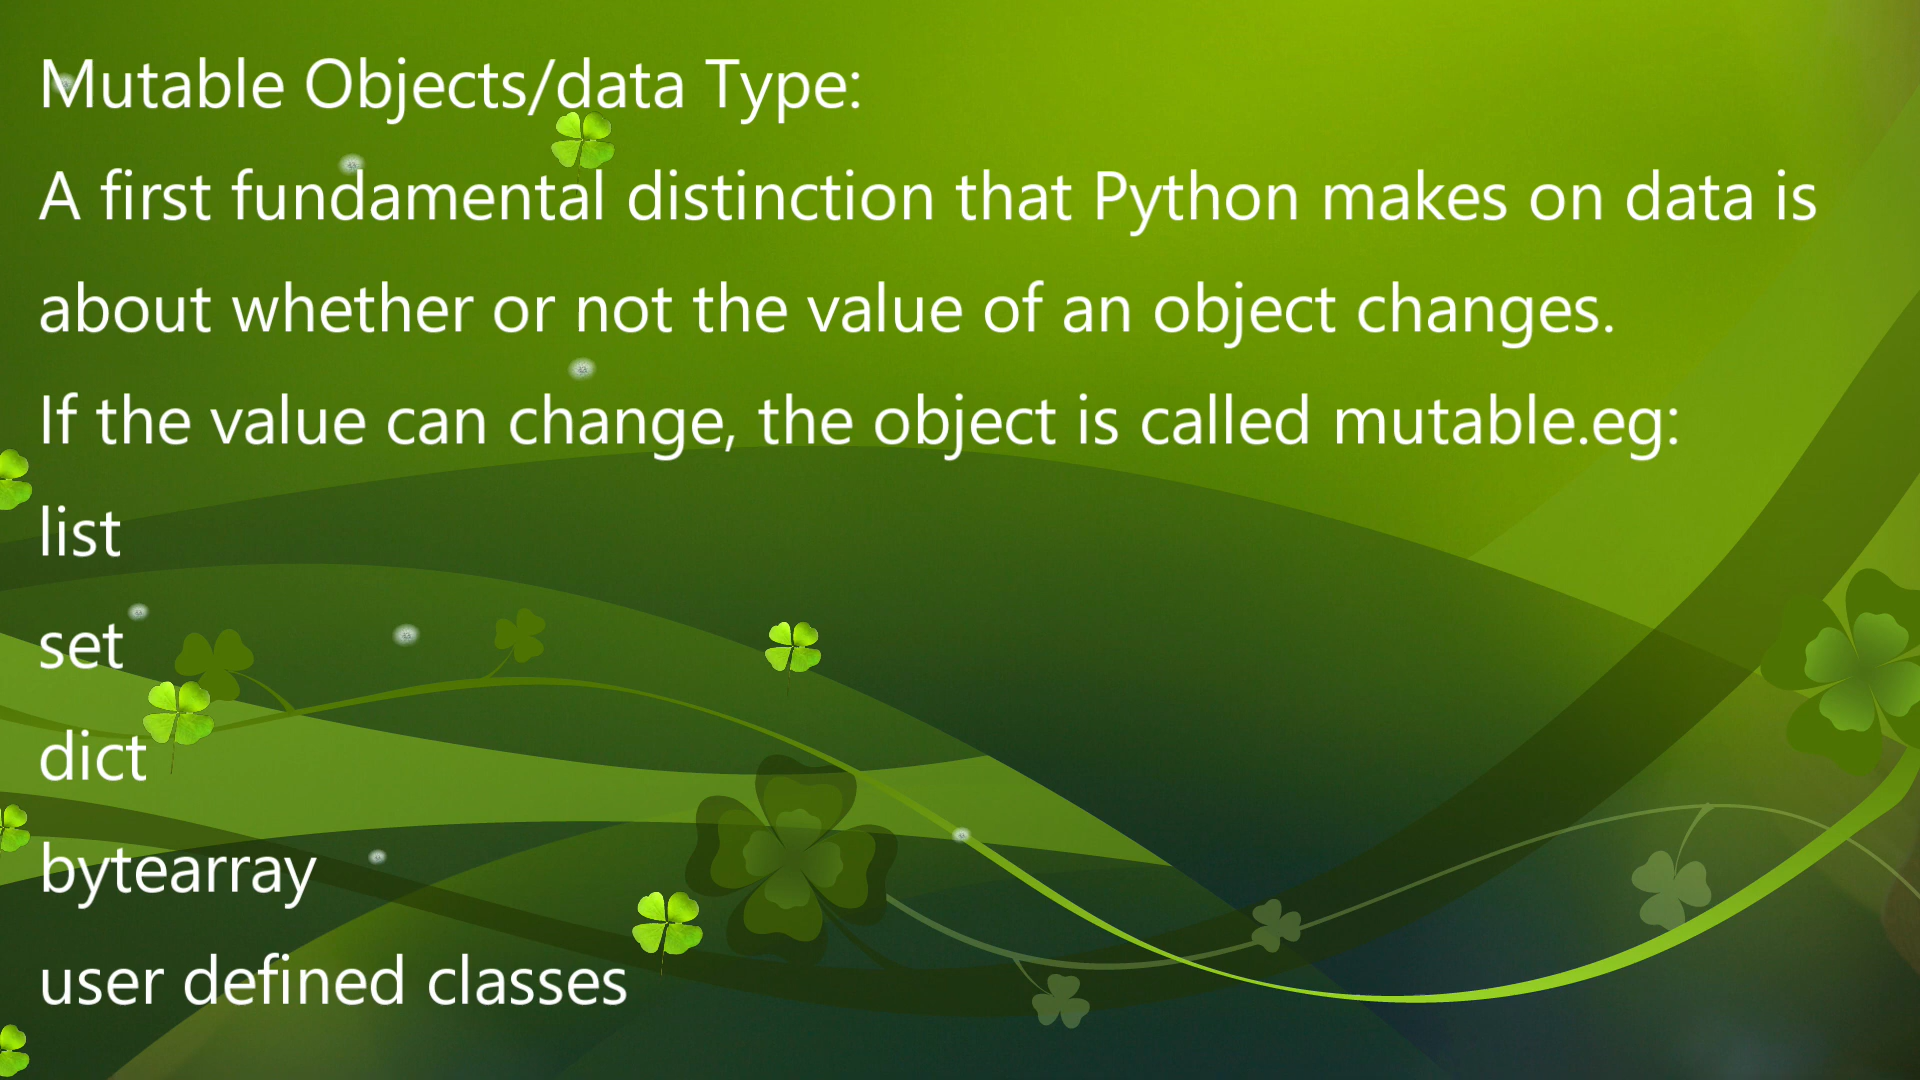 Mutable Objects/data Type:
A first fundamental distinction that Python makes on data is
about whether or not the value of an object changes.
If the value can change, the object is called mutable.eg:
list
set
dict
bytearray
user defined classes